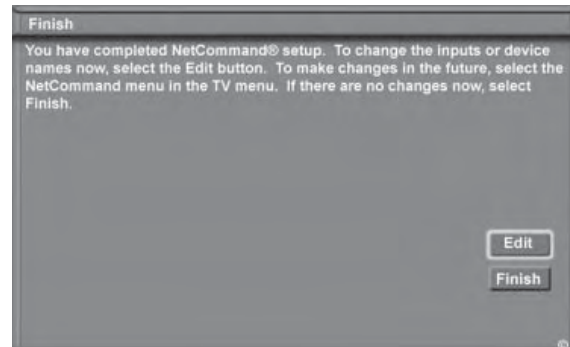 Finish
You have completed NetCommand® setup. To change the inputs or device
names now, select the Edit button. To make changes in the future, select the
NetCommand menu in the TV menu. If there are no changes now, select
Finish.
Edit
Finish
©